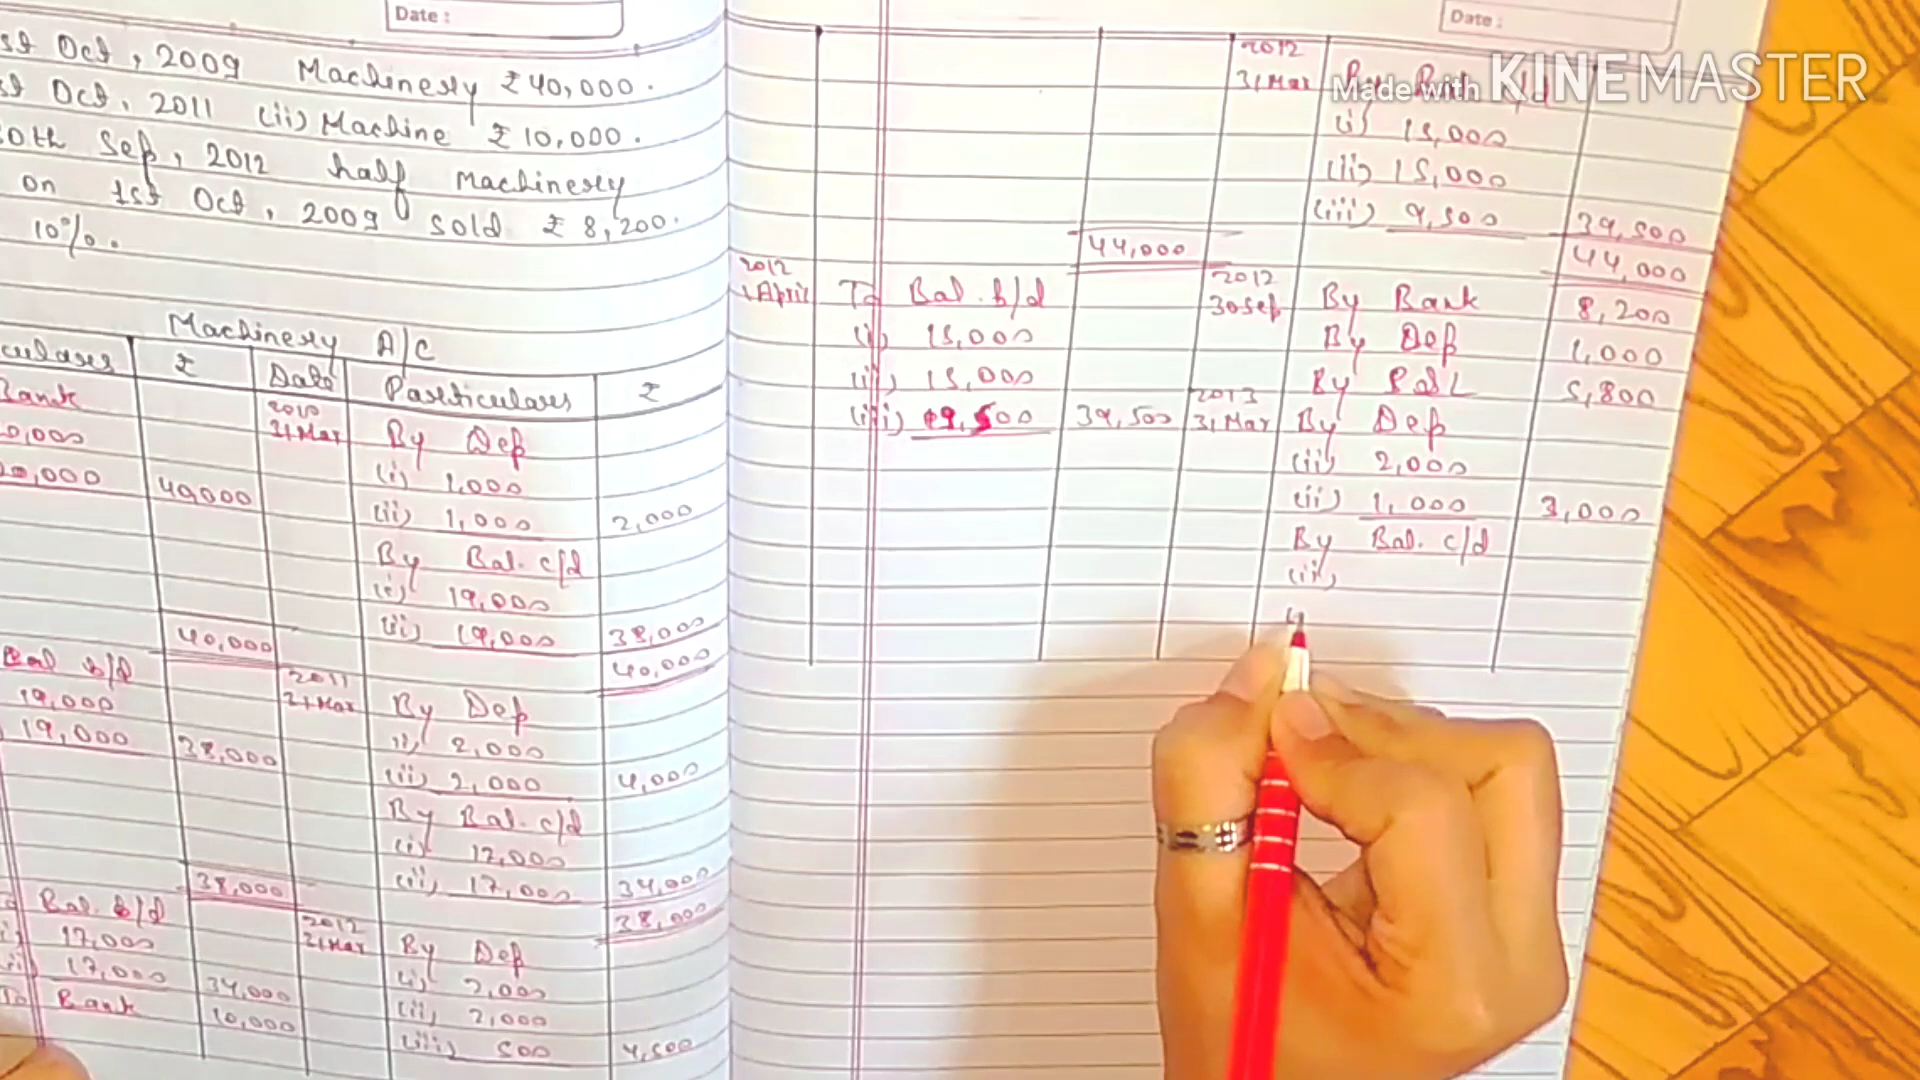 Date :
st Oct, 2009 Machinery ₹ 40,000.
st Oct, 2011 (ii) Machine ₹ 10,000.
30th Sep, 2012 half Machinery
on 1st Oct, 2009 sold ₹ 8,200.
10%.
Machinery A/C
culars ₹ Date Particulars ₹
Bank 2010
31 Mar By Dep
0,000 (i) 1,000
20,000 40,000 (ii) 1,000 2,000
By Bal. c/d
(i) 19,000
(ii) 19,000 38,000
40,000 40,000
Bal b/d 2011
31 Mar By Dep
19,000 (i) 2,000
19,000 38,000 (ii) 2,000 4,000
By Bal. c/d
(i) 17,000
(ii) 17,000 34,000
38,000 38,000
Bal. b/d 2012
31 Mar By Dep
17,000 (i) 2,000
17,000 34,000 (ii) 2,000
To Bank 10,000 (iii) 500 4,500
Date :
Made with KINEMASTER
2012
31 Mar By Bal c/d
(i) 15,000
(ii) 15,000
(iii) 9,500 39,500
44,000 44,000
2012
1 April To Bal. b/d 2012
30 Sep By Bank 8,200
(i) 15,000 By Dep 1,000
(ii) 15,000 By P&L 5,800
(iii) 9,500 39,500 2013
31 Mar By Dep
(ii) 2,000
(iii) 1,000 3,000
By Bal. c/d
(ii)